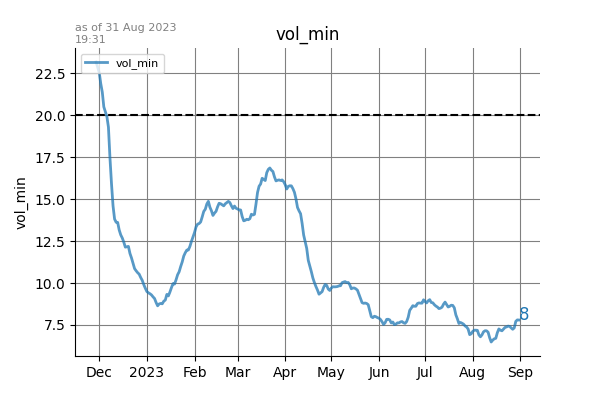 as of 31 Aug 2023
19:31
vol_min
vol_min
22.5
20.0
17.5
15.0
12.5
10.0
7.5
vol_min
8
Dec 2023 Feb Mar Apr May Jun Jul Aug Sep